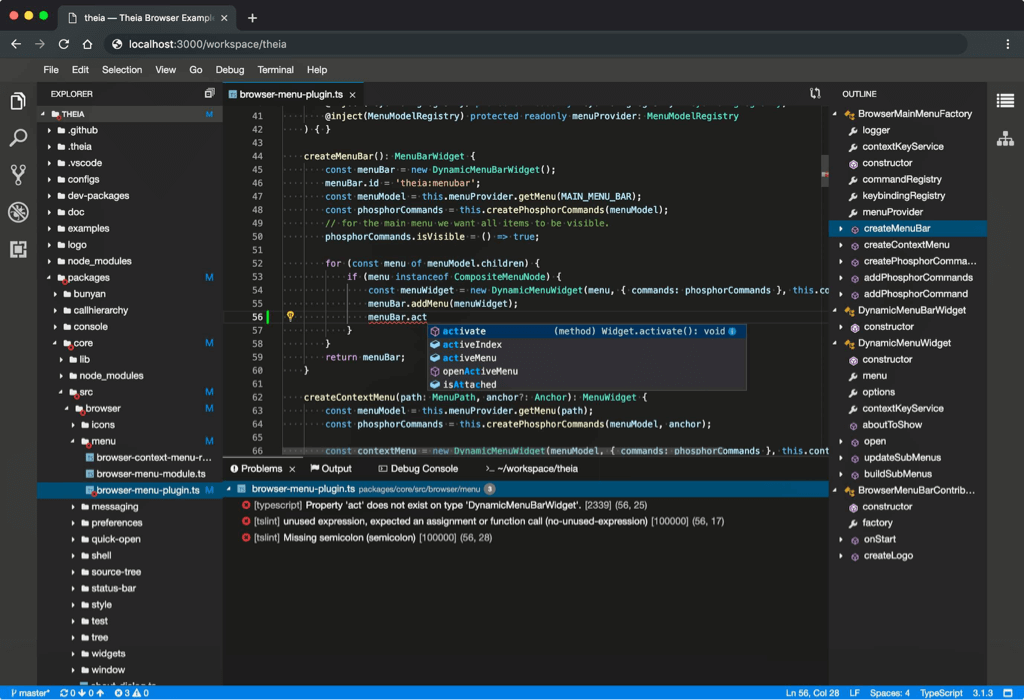 theia — Theia Browser Example
localhost:3000/workspace/theia
File Edit Selection View Go Debug Terminal Help
EXPLORER
THEIA M
.github
.theia
.vscode
configs
dev-packages
doc
examples
logo
node_modules
packages M
bunyan
callhierarchy
console
core M
lib
node_modules
src M
browser M
icons
menu M
browser-context-menu-r...
browser-menu-module.ts
browser-menu-plugin.ts M
messaging
preferences
quick-open
shell
source-tree
status-bar
style
test
tree
widgets
window
browser-menu-plugin.ts
41 @inject(MenuModelRegistry) protected readonly menuProvider: MenuModelRegistry
42 ) { }
43
44 createMenuBar(): MenuBarWidget {
45 const menuBar = new DynamicMenuBarWidget();
46 menuBar.id = 'theia:menubar';
47 const menuModel = this.menuProvider.getMenu(MAIN_MENU_BAR);
48 const phosphorCommands = this.createPhosphorCommands(menuModel);
49 // for the main menu we want all items to be visible.
50 phosphorCommands.isVisible = () => true;
51
52 for (const menu of menuModel.children) {
53 if (menu instanceof CompositeMenuNode) {
54 const menuWidget = new DynamicMenuWidget(menu, { commands: phosphorCommands }, this.co
55 menuBar.addMenu(menuWidget);
56 menuBar.act
57 }
58 }
59 return menuBar;
60 }
61
62 createContextMenu(path: MenuPath, anchor?: Anchor): MenuWidget {
63 const menuModel = this.menuProvider.getMenu(path);
64 const phosphorCommands = this.createPhosphorCommands(menuModel, anchor);
65
66 const contextMenu = new DynamicMenuWidget(menuModel, { commands: phosphorCommands }, this.cont
activate (method) Widget.activate(): void
activeIndex
activeMenu
openActiveMenu
isAttached
Problems Output Debug Console ~/workspace/theia
browser-menu-plugin.ts packages/core/src/browser/menu 3
[typescript] Property 'act' does not exist on type 'DynamicMenuBarWidget'. [2339] (56, 25)
[tslint] unused expression, expected an assignment or function call (no-unused-expression) [100000] (56, 17)
[tslint] Missing semicolon (semicolon) [100000] (56, 28)
OUTLINE
BrowserMainMenuFactory
logger
contextKeyService
constructor
commandRegistry
keybindingRegistry
menuProvider
createMenuBar
createContextMenu
createPhosphorComma...
addPhosphorCommands
addPhosphorCommand
DynamicMenuBarWidget
constructor
DynamicMenuWidget
constructor
menu
options
contextKeyService
aboutToShow
open
updateSubMenus
buildSubMenus
BrowserMenuBarContrib...
constructor
factory
onStart
createLogo
master* 0 0 3 0 Ln 56, Col 28 LF Spaces: 4 TypeScript 3.1.3